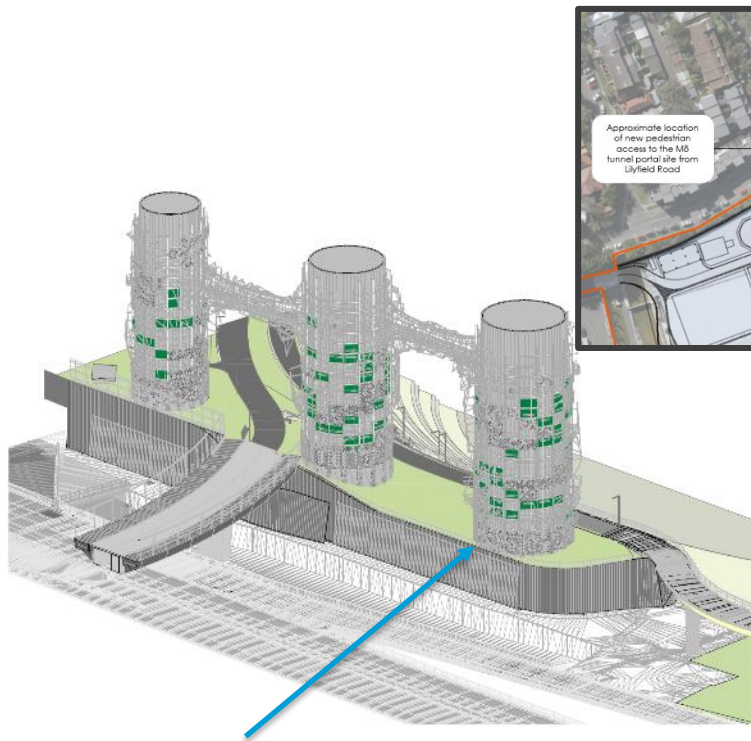 Approximate location
of new pedestrian
access to the M8
tunnel portal site from
Lilyfield Road